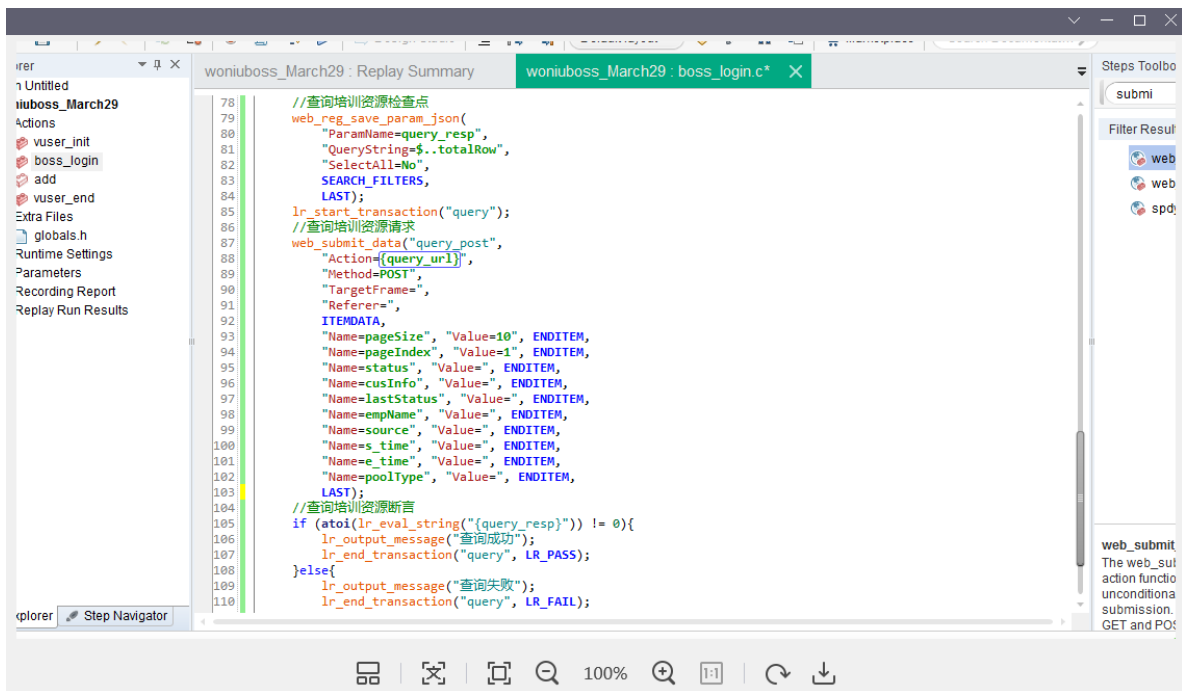 woniuboss_March29 : Replay Summary
woniuboss_March29 : boss_login.c*
Steps Toolbo
submi
Filter Resul
web
web
spdy
Untitled
Actions
vuser_init
boss_login
add
vuser_end
Extra Files
globals.h
Runtime Settings
Parameters
Recording Report
Replay Run Results
78 //查询培训资源检查点
79 web_reg_save_param_json(
80 "ParamName=query_resp",
81 "QueryString=$..totalRow",
82 "SelectAll=No",
83 SEARCH_FILTERS,
84 LAST);
85 lr_start_transaction("query");
86 //查询培训资源请求
87 web_submit_data("query_post",
88 "Action={query_url}",
89 "Method=POST",
90 "TargetFrame=",
91 "Referer=",
92 ITEMDATA,
93 "Name=pageSize", "Value=10", ENDITEM,
94 "Name=pageIndex", "Value=1", ENDITEM,
95 "Name=status", "Value=", ENDITEM,
96 "Name=cusInfo", "Value=", ENDITEM,
97 "Name=lastStatus", "Value=", ENDITEM,
98 "Name=empName", "Value=", ENDITEM,
99 "Name=source", "Value=", ENDITEM,
100 "Name=s_time", "Value=", ENDITEM,
101 "Name=e_time", "Value=", ENDITEM,
102 "Name=poolType", "Value=", ENDITEM,
103 LAST);
104 //查询培训资源断言
105 if (atoi(lr_eval_string("{query_resp}")) != 0){
106 lr_output_message("查询成功");
107 lr_end_transaction("query", LR_PASS);
108 }else{
109 lr_output_message("查询失败");
110 lr_end_transaction("query", LR_FAIL);
web_submit_
The web_sub
action functio
unconditiona
submission.
GET and POS
xplorer
Step Navigator
100%
1:1